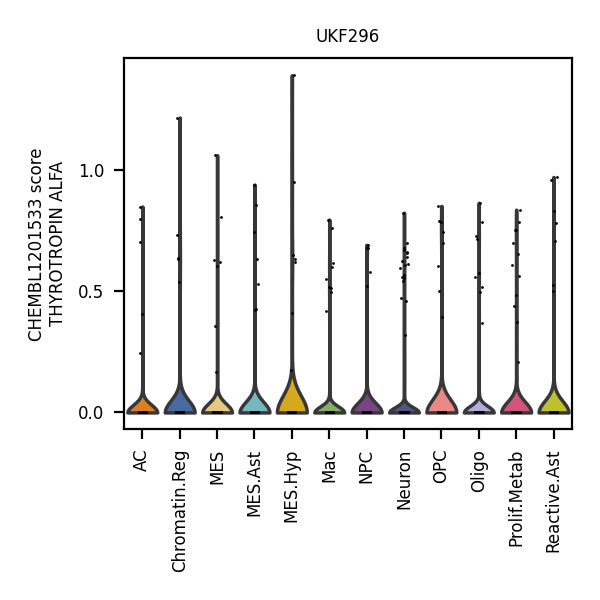 UKF296
CHEMBL1201533 score
THYROTROPIN ALFA
1.0
0.5
0.0
AC
Chromatin.Reg
MES
MES.Ast
MES.Hyp
Mac
NPC
Neuron
OPC
Oligo
Prolif.Metab
Reactive.Ast